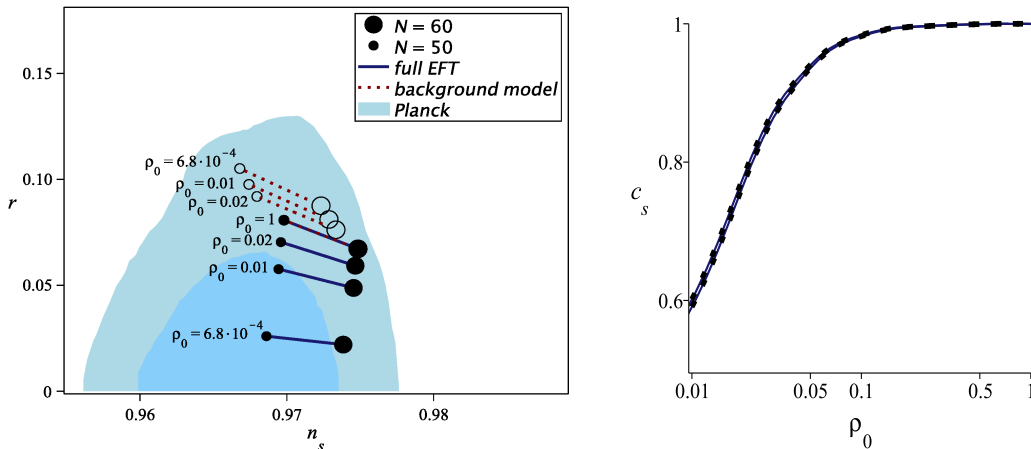 N = 60
N = 50
full EFT
background model
Planck
0.15
0.10
0.05
0
r
ρ0 = 6.8·10−4
ρ0 = 0.01
ρ0 = 0.02
ρ0 = 1
ρ0 = 0.02
ρ0 = 0.01
ρ0 = 6.8·10−4
0.96 0.97 0.98
ns
1
0.8
0.6
cs
0.01 0.05 0.1 0.5 1
ρ0